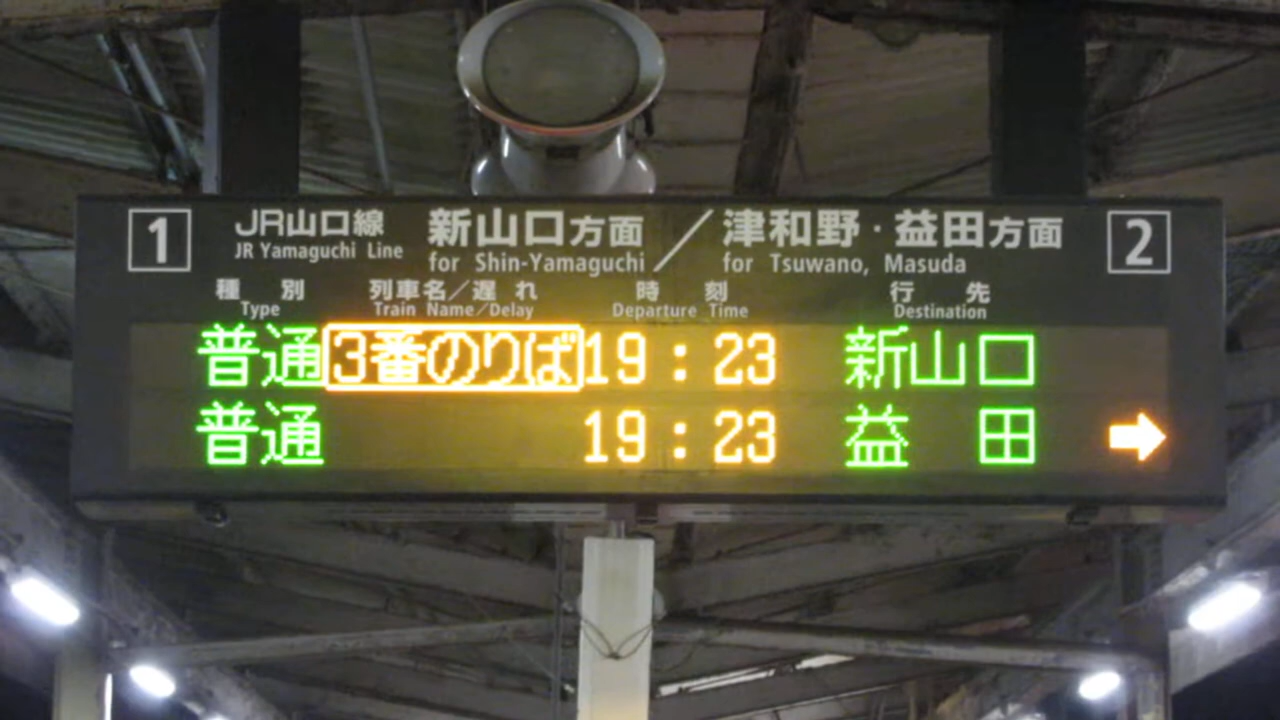 1 JR山口線 新山口方面／津和野・益田方面 2
JR Yamaguchi Line for Shin-Yamaguchi／for Tsuwano, Masuda
種別 列車名／遅れ 時刻 行先
Type Train Name／Delay Departure Time Destination
普通 3番のりば 19:23 新山口
普通 19:23 益田 ➡